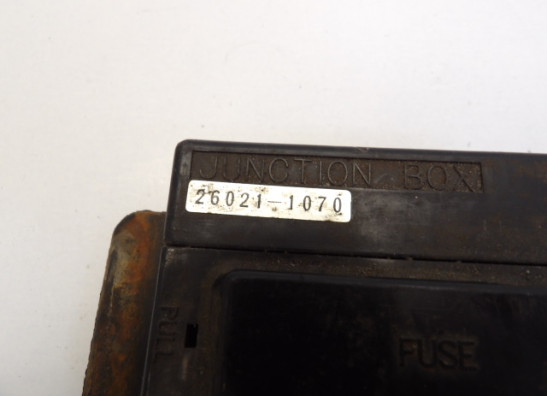 JUNCTION BOX
26021-1070
PULL
FUSE